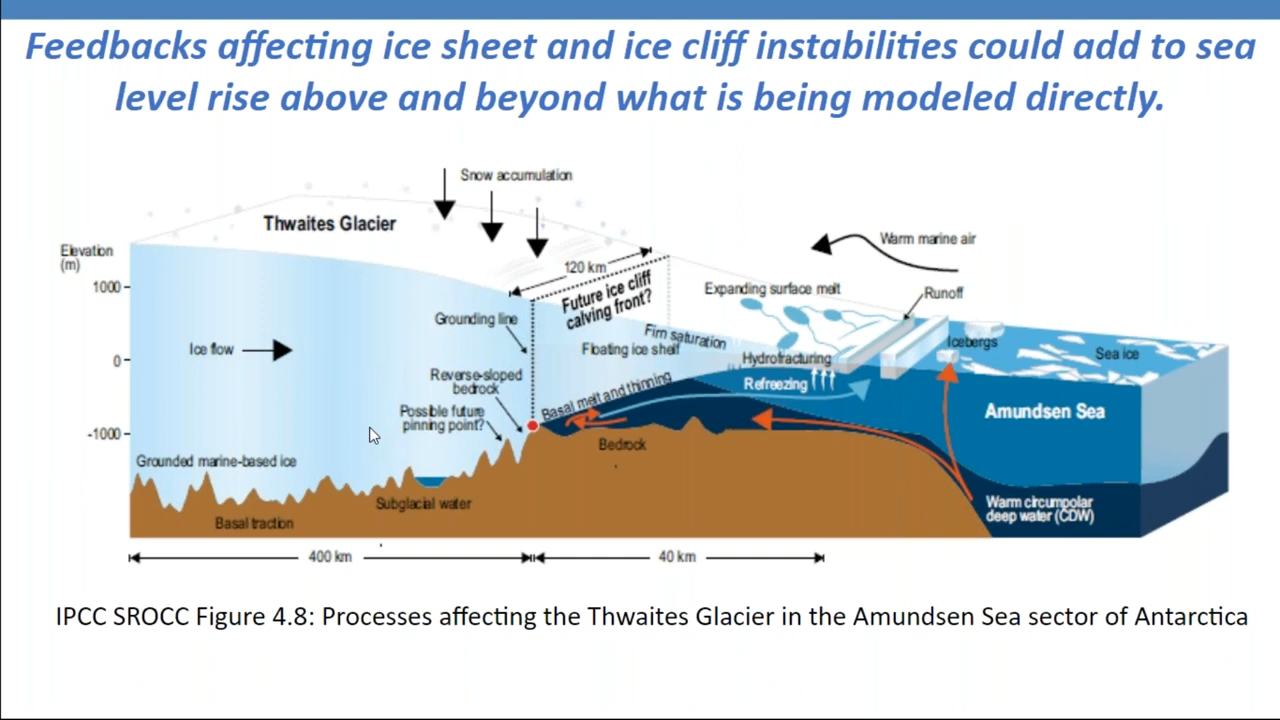 Feedbacks affecting ice sheet and ice cliff instabilities could add to sea
level rise above and beyond what is being modeled directly.
Snow accumulation
Thwaites Glacier
Elevation
(m)
Warm marine air
120 km
Future ice cliff
calving front?
1000
Expanding surface melt
Runoff
Grounding line
Firn saturation
Icebergs
Ice flow
Floating ice shelf
Sea ice
0
Hydrofracturing
Reverse-sloped
bedrock
Basal melt and thinning
Refreezing
Possible future
pinning point?
Amundsen Sea
-1000
Bedrock
Grounded marine-based ice
Subglacial water
Warm circumpolar
deep water (CDW)
Basal traction
400 km
40 km
IPCC SROCC Figure 4.8: Processes affecting the Thwaites Glacier in the Amundsen Sea sector of Antarctica